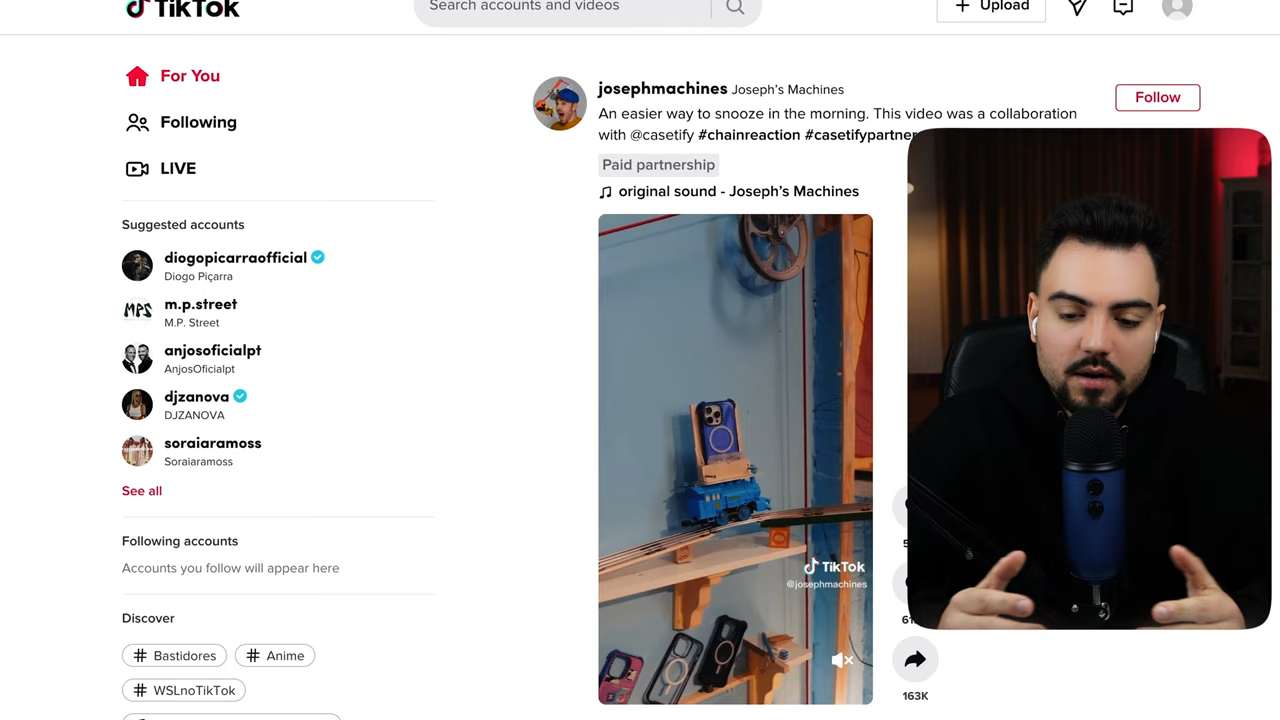 TikTok
Search accounts and videos
Upload
For You
Following
LIVE
Suggested accounts
diogopicarraofficial
Diogo Piçarra
m.p.street
M.P. Street
anjosoficialpt
AnjosOficialpt
djzanova
DJZANOVA
soraiaramoss
Soraiaramoss
See all
Following accounts
Accounts you follow will appear here
Discover
# Bastidores
# Anime
# WSLnoTikTok
josephmachines Joseph's Machines
Follow
An easier way to snooze in the morning. This video was a collaboration
with @casetify #chainreaction #casetifypartner
Paid partnership
original sound - Joseph's Machines
TikTok
@josephmachines
163K